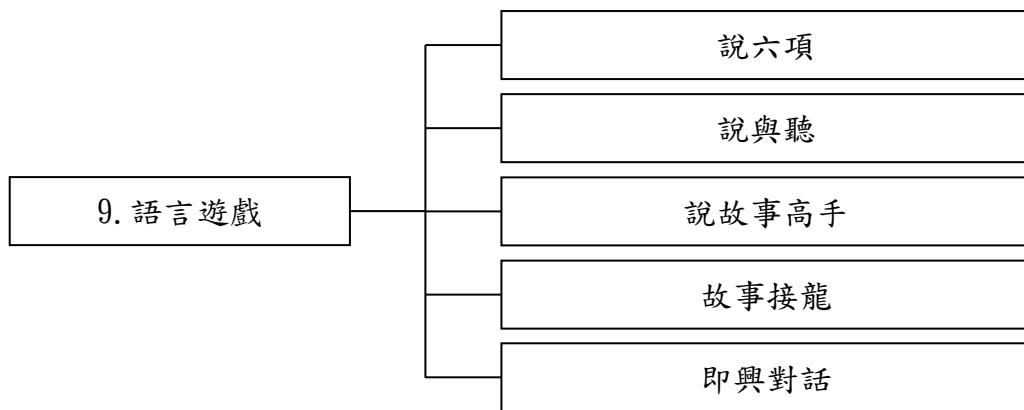 9.語言遊戲
說六項
說與聽
說故事高手
故事接龍
即興對話